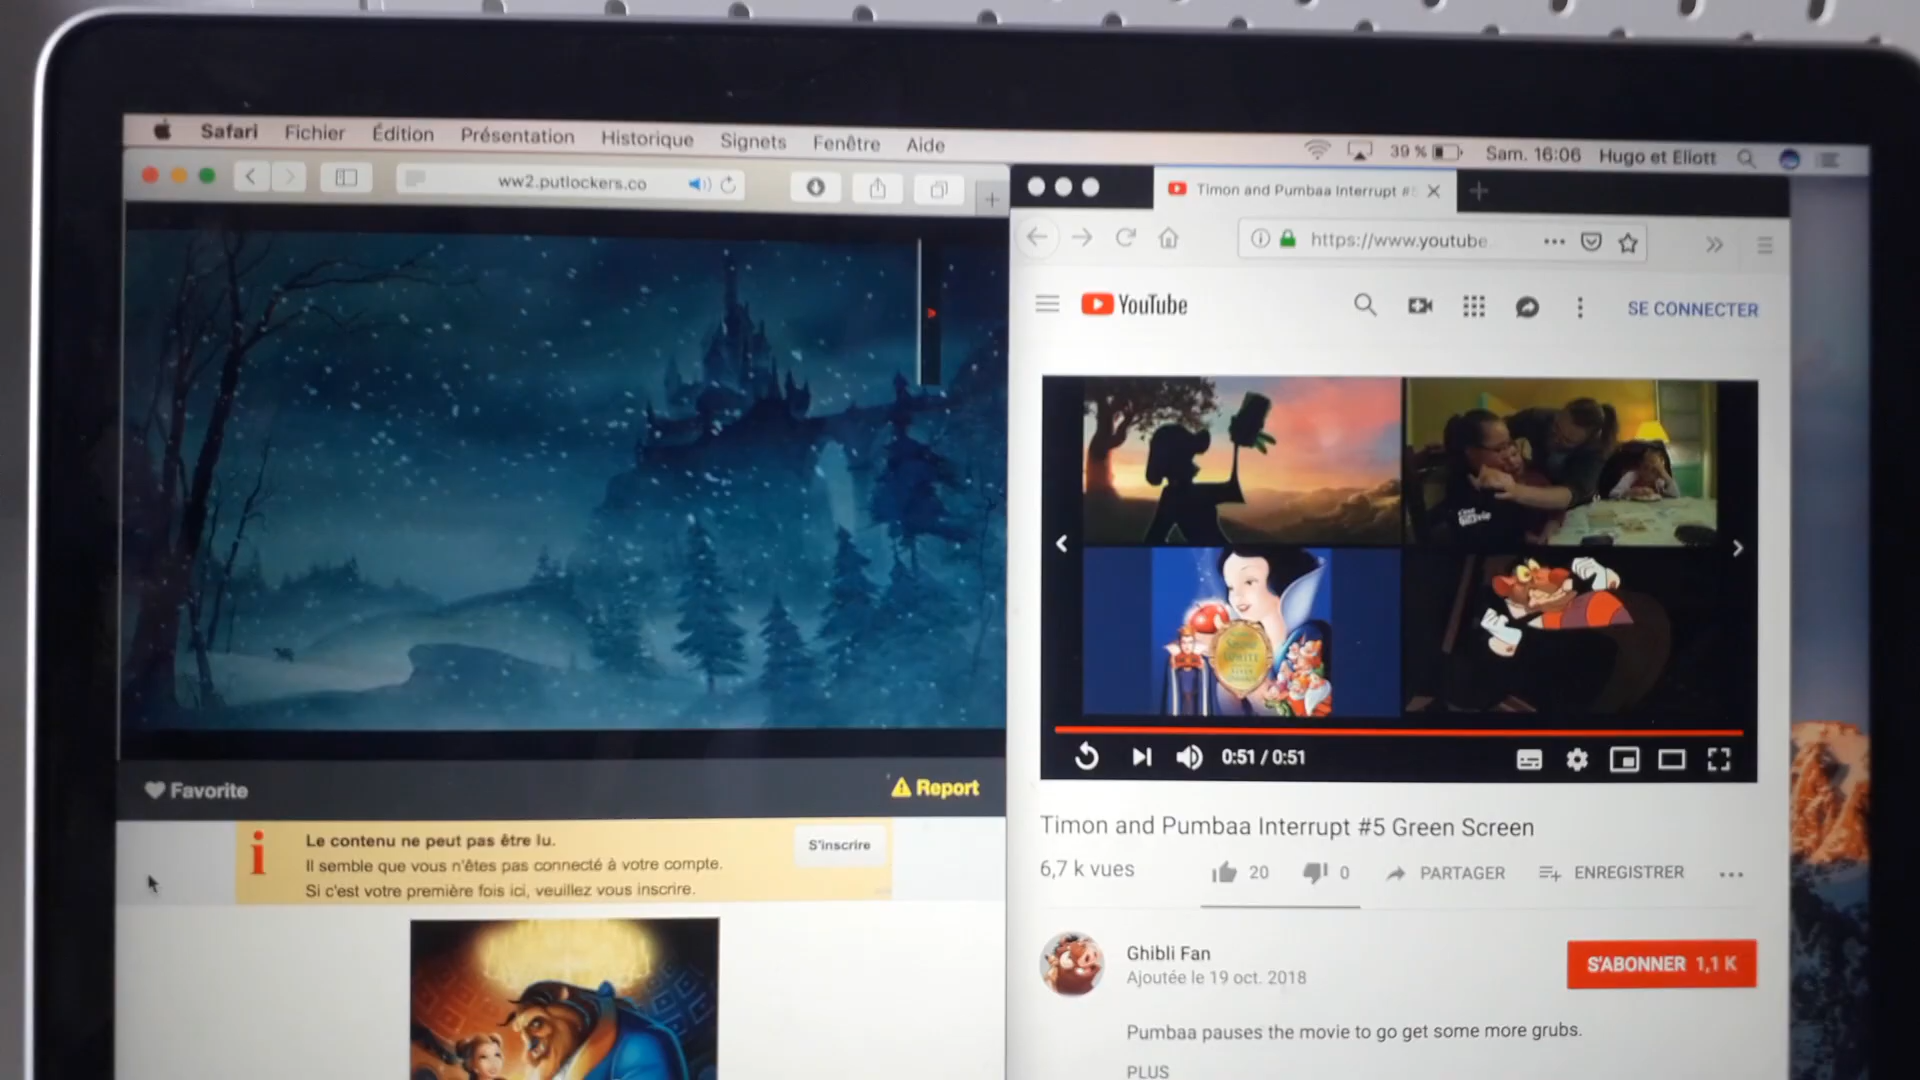 Safari Fichier Édition Présentation Historique Signets Fenêtre Aide
39 % Sam. 16:06 Hugo et Eliott
ww2.putlockers.co
Timon and Pumbaa Interrupt #
https://www.youtube
YouTube
SE CONNECTER
Snow
WHITE
0:51 / 0:51
Favorite
Report
Le contenu ne peut pas être lu.
Il semble que vous n'êtes pas connecté à votre compte.
Si c'est votre première fois ici, veuillez vous inscrire.
S'inscrire
Timon and Pumbaa Interrupt #5 Green Screen
6,7 k vues
20
0
PARTAGER
ENREGISTRER
Ghibli Fan
Ajoutée le 19 oct. 2018
S'ABONNER 1,1 K
Pumbaa pauses the movie to go get some more grubs.
PLUS